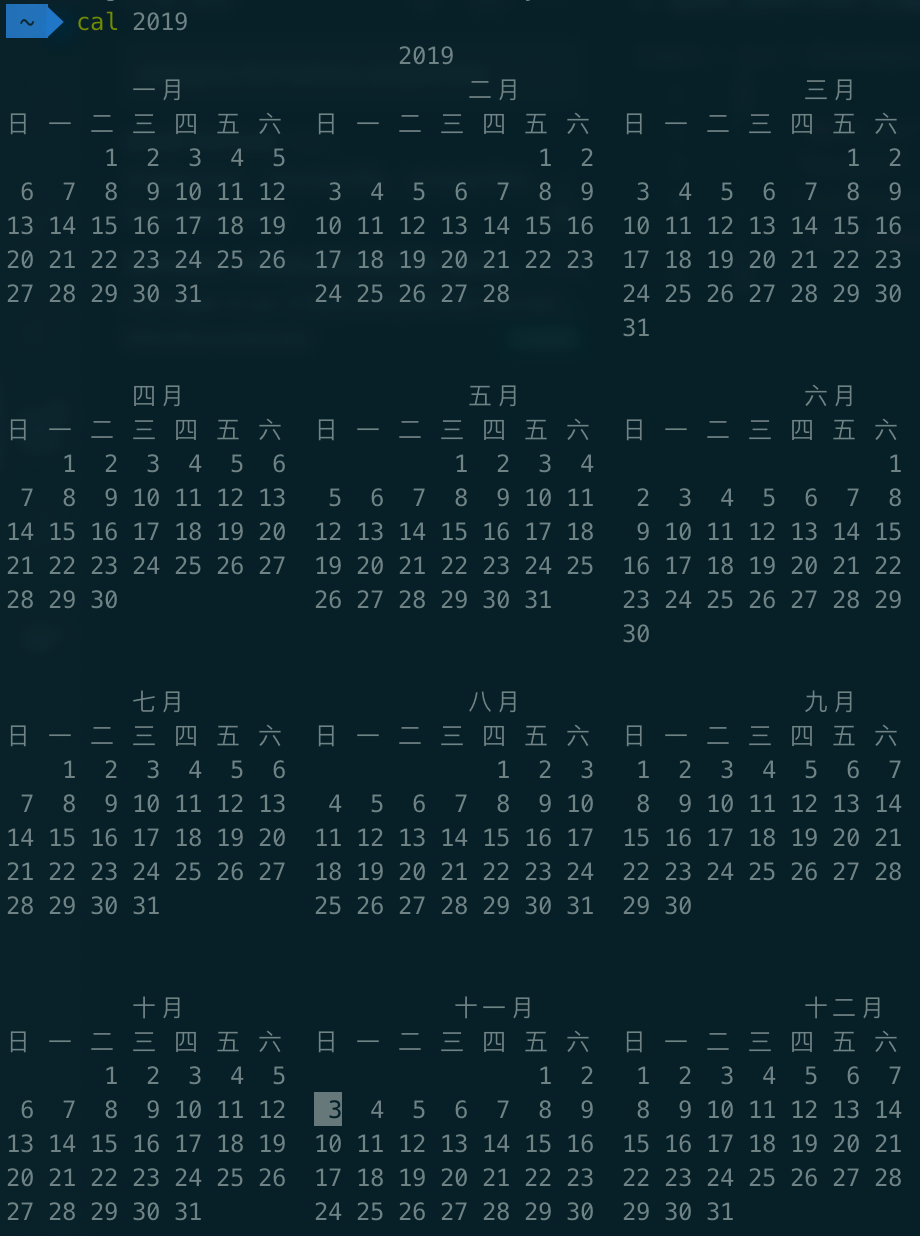 ~ cal 2019
2019
一月 二月 三月
日 一 二 三 四 五 六 日 一 二 三 四 五 六 日 一 二 三 四 五 六
1 2 3 4 5 1 2 1 2
6 7 8 9 10 11 12 3 4 5 6 7 8 9 3 4 5 6 7 8 9
13 14 15 16 17 18 19 10 11 12 13 14 15 16 10 11 12 13 14 15 16
20 21 22 23 24 25 26 17 18 19 20 21 22 23 17 18 19 20 21 22 23
27 28 29 30 31 24 25 26 27 28 24 25 26 27 28 29 30
31
四月 五月 六月
日 一 二 三 四 五 六 日 一 二 三 四 五 六 日 一 二 三 四 五 六
1 2 3 4 5 6 1 2 3 4 1
7 8 9 10 11 12 13 5 6 7 8 9 10 11 2 3 4 5 6 7 8
14 15 16 17 18 19 20 12 13 14 15 16 17 18 9 10 11 12 13 14 15
21 22 23 24 25 26 27 19 20 21 22 23 24 25 16 17 18 19 20 21 22
28 29 30 26 27 28 29 30 31 23 24 25 26 27 28 29
30
七月 八月 九月
日 一 二 三 四 五 六 日 一 二 三 四 五 六 日 一 二 三 四 五 六
1 2 3 4 5 6 1 2 3 1 2 3 4 5 6 7
7 8 9 10 11 12 13 4 5 6 7 8 9 10 8 9 10 11 12 13 14
14 15 16 17 18 19 20 11 12 13 14 15 16 17 15 16 17 18 19 20 21
21 22 23 24 25 26 27 18 19 20 21 22 23 24 22 23 24 25 26 27 28
28 29 30 31 25 26 27 28 29 30 31 29 30
十月 十一月 十二月
日 一 二 三 四 五 六 日 一 二 三 四 五 六 日 一 二 三 四 五 六
1 2 3 4 5 1 2 1 2 3 4 5 6 7
6 7 8 9 10 11 12 3 4 5 6 7 8 9 8 9 10 11 12 13 14
13 14 15 16 17 18 19 10 11 12 13 14 15 16 15 16 17 18 19 20 21
20 21 22 23 24 25 26 17 18 19 20 21 22 23 22 23 24 25 26 27 28
27 28 29 30 31 24 25 26 27 28 29 30 29 30 31